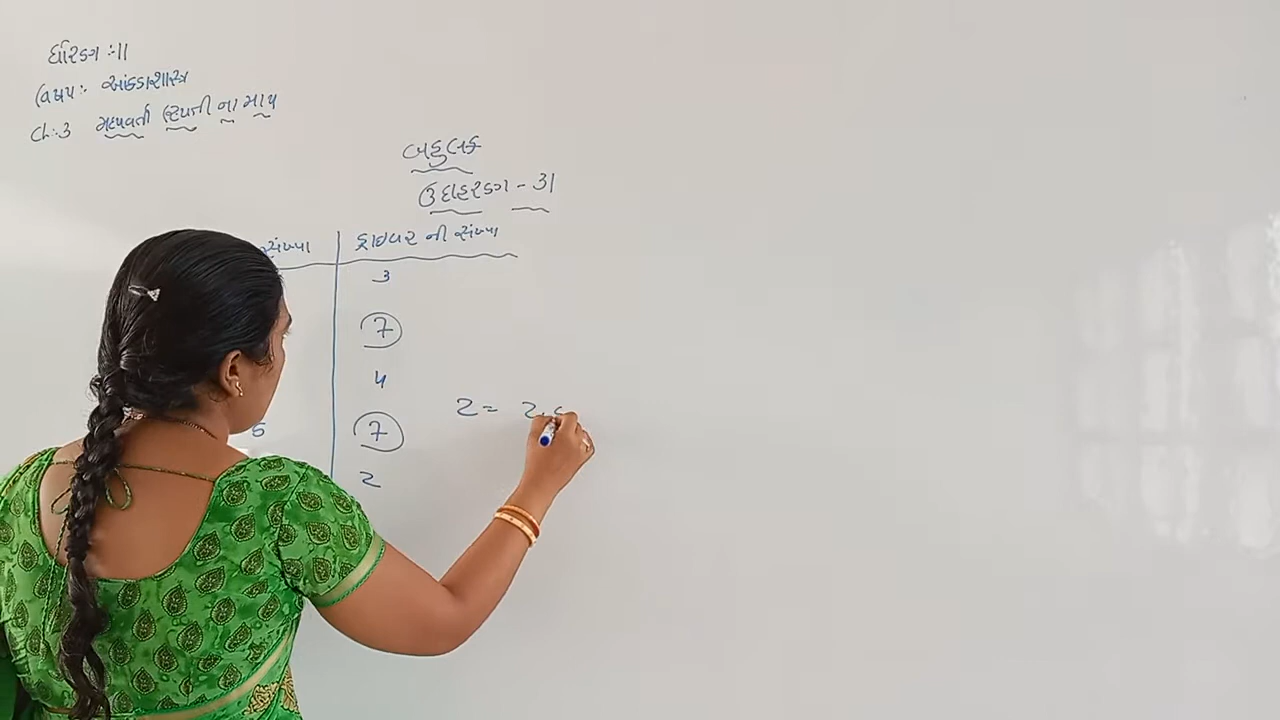 ધોરણ :- 11
વિષય :- આંકડાશાસ્ત્ર
Ch:3 મધ્યવર્તી સ્થિતી ના માપ
બહુલક
ઉદાહરણ - 31
સંખ્યા ડ્રાઇવર ની સંખ્યા
3
7
4
5 7
2
Z =